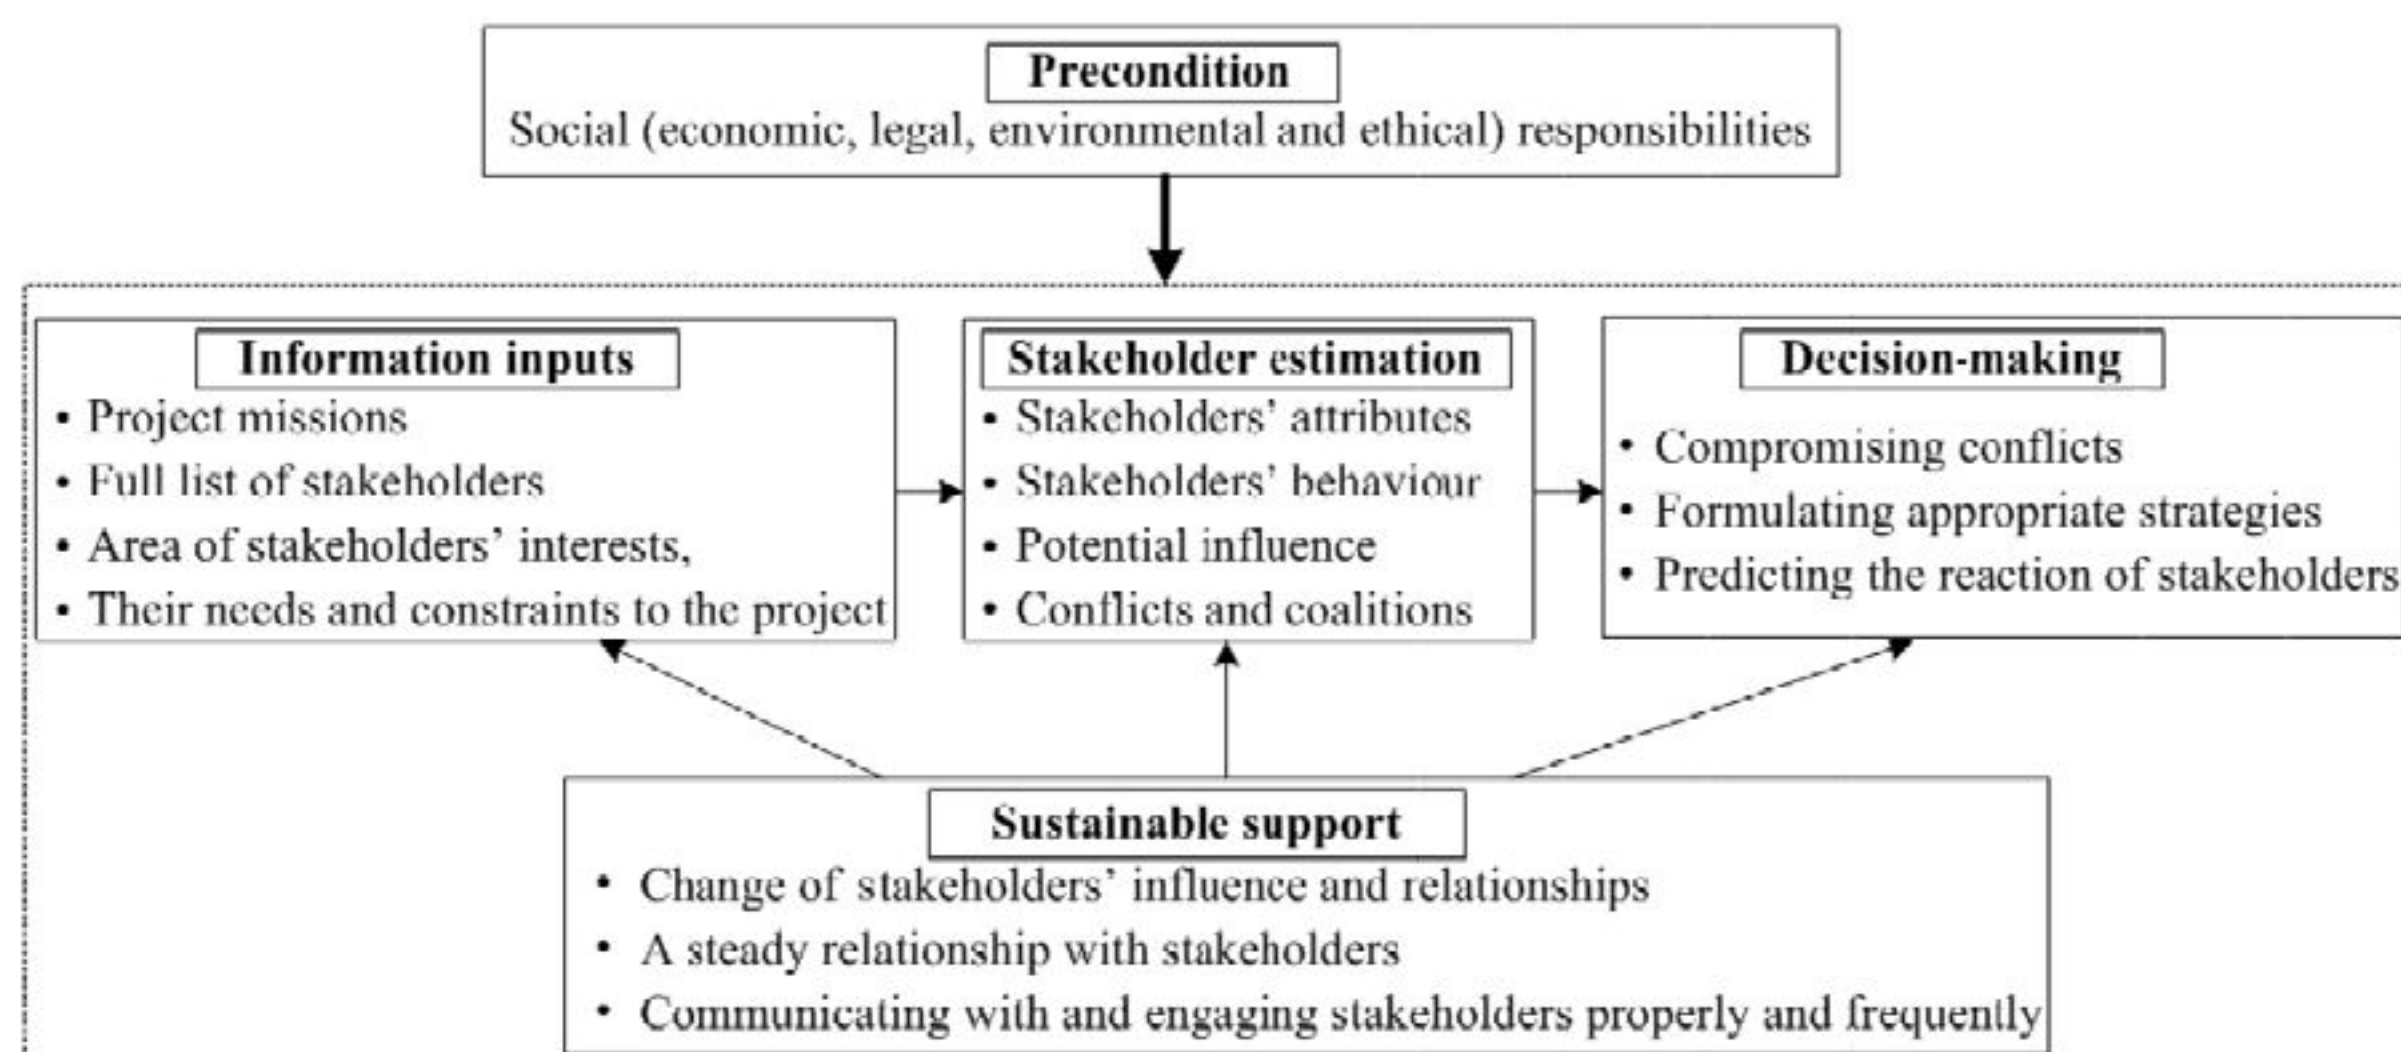 Precondition
Social (economic, legal, environmental and ethical) responsibilities
Information inputs
• Project missions
• Full list of stakeholders
• Area of stakeholders’ interests,
• Their needs and constraints to the project
Stakeholder estimation
• Stakeholders’ attributes
• Stakeholders’ behaviour
• Potential influence
• Conflicts and coalitions
Decision-making
• Compromising conflicts
• Formulating appropriate strategies
• Predicting the reaction of stakeholders
Sustainable support
• Change of stakeholders’ influence and relationships
• A steady relationship with stakeholders
• Communicating with and engaging stakeholders properly and frequently